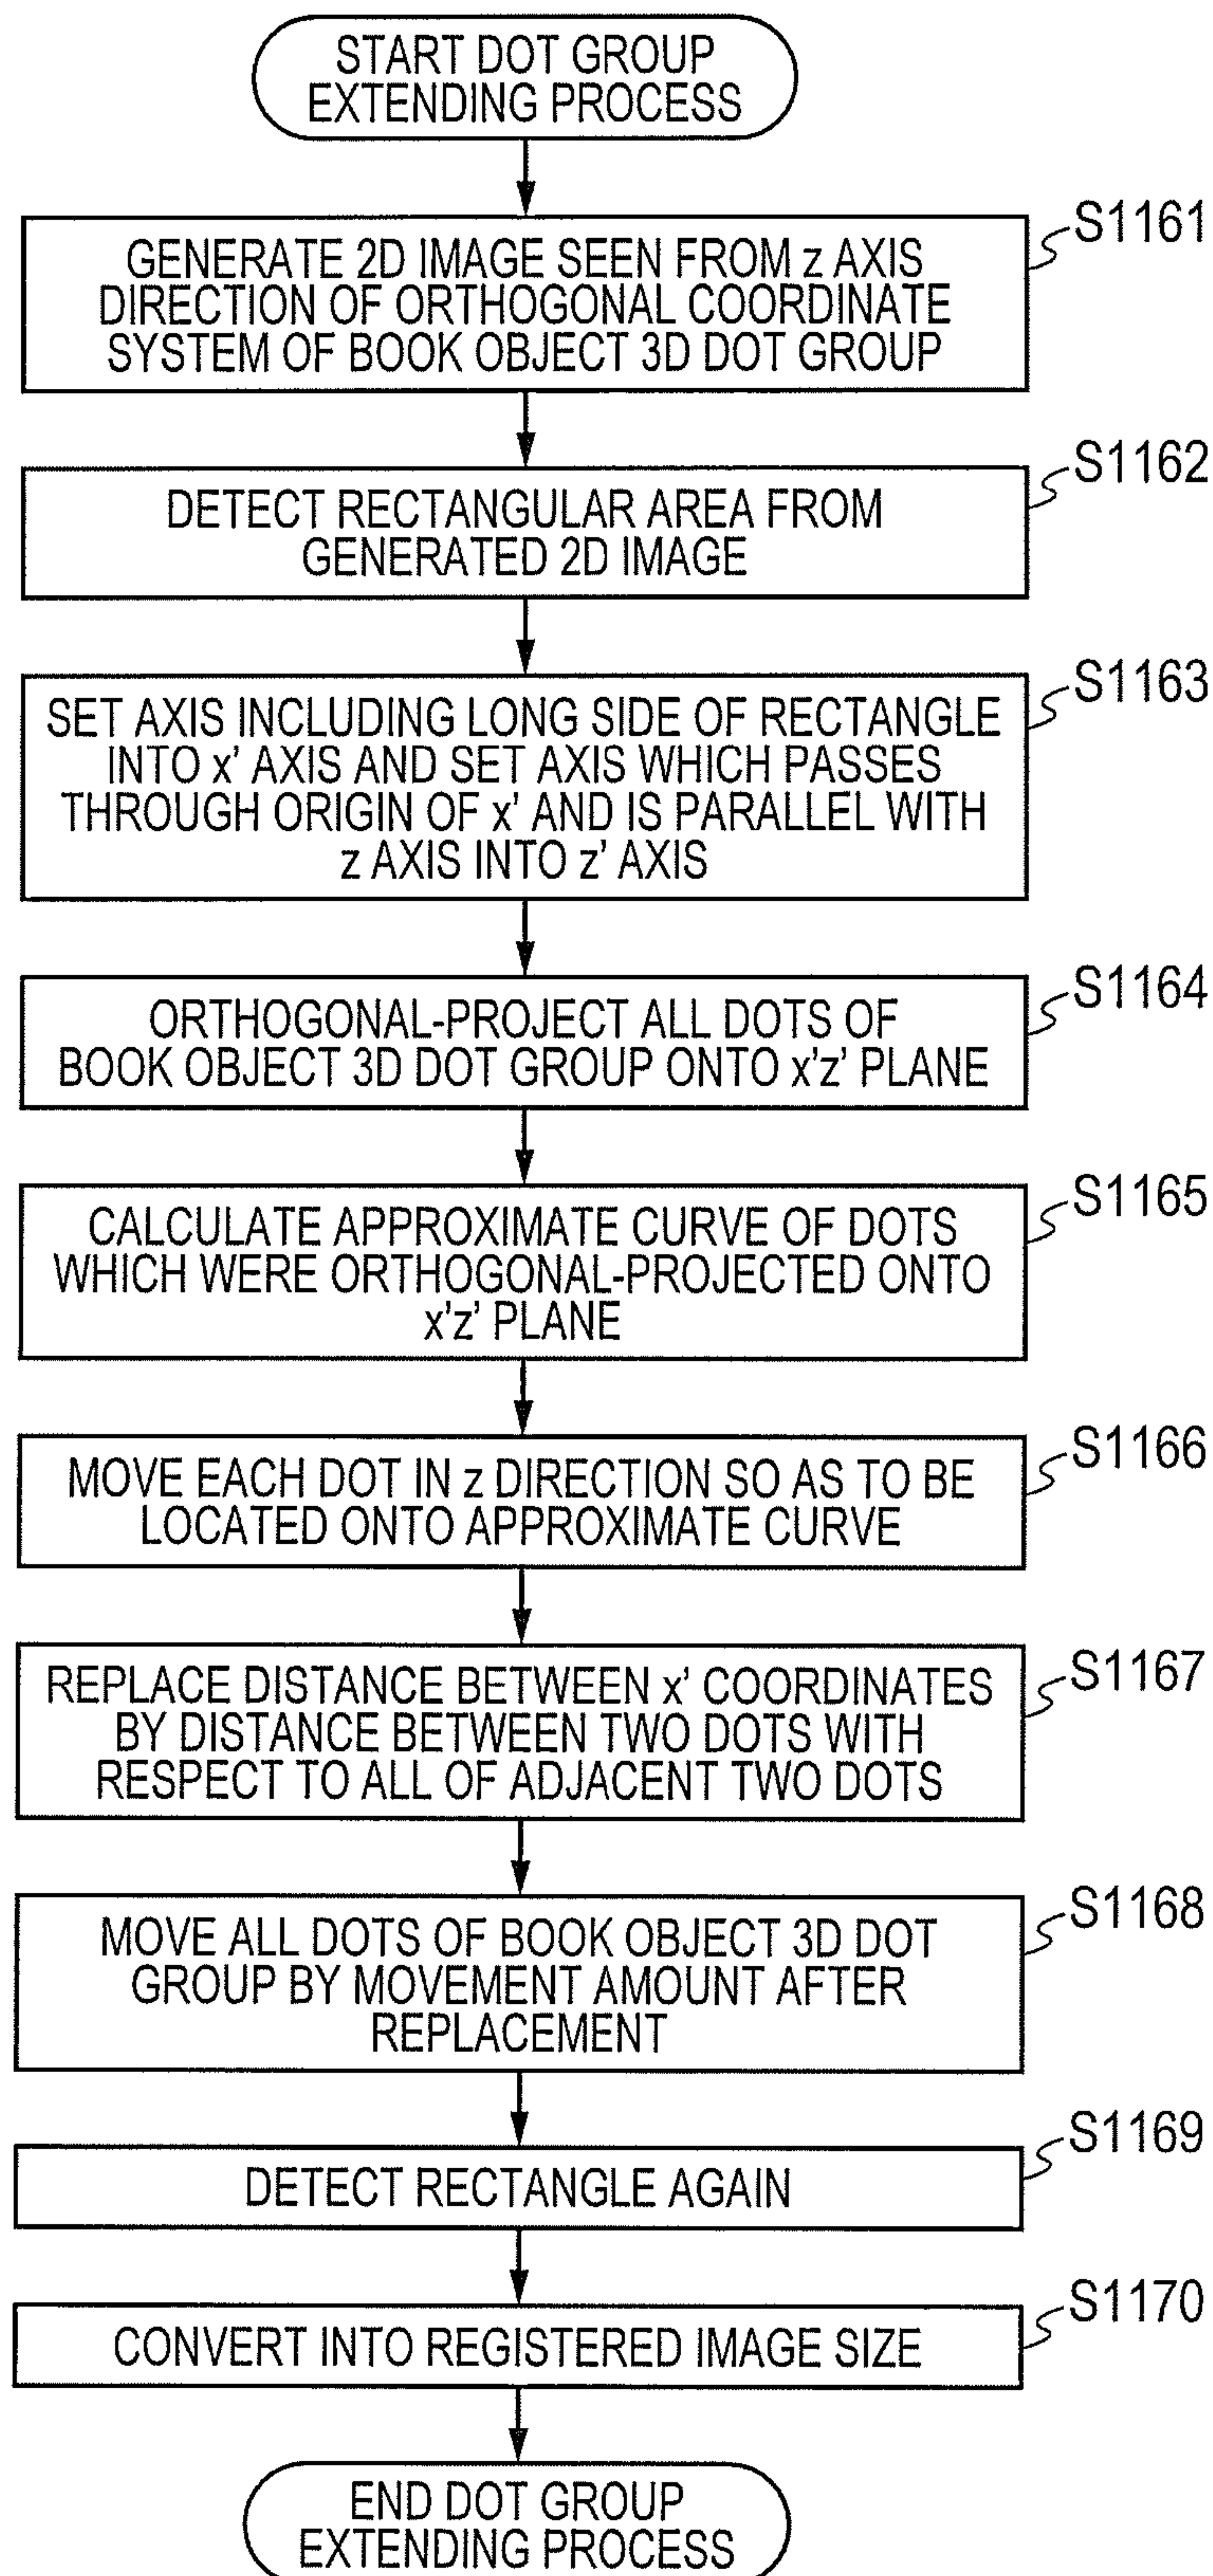 START DOT GROUP
EXTENDING PROCESS
S1161
GENERATE 2D IMAGE SEEN FROM z AXIS
DIRECTION OF ORTHOGONAL COORDINATE
SYSTEM OF BOOK OBJECT 3D DOT GROUP
S1162
DETECT RECTANGULAR AREA FROM
GENERATED 2D IMAGE
S1163
SET AXIS INCLUDING LONG SIDE OF RECTANGLE
INTO x' AXIS AND SET AXIS WHICH PASSES
THROUGH ORIGIN OF x' AND IS PARALLEL WITH
z AXIS INTO z' AXIS
S1164
ORTHOGONAL-PROJECT ALL DOTS OF
BOOK OBJECT 3D DOT GROUP ONTO x'z' PLANE
S1165
CALCULATE APPROXIMATE CURVE OF DOTS
WHICH WERE ORTHOGONAL-PROJECTED ONTO
x'z' PLANE
S1166
MOVE EACH DOT IN z DIRECTION SO AS TO BE
LOCATED ONTO APPROXIMATE CURVE
S1167
REPLACE DISTANCE BETWEEN x' COORDINATES
BY DISTANCE BETWEEN TWO DOTS WITH
RESPECT TO ALL OF ADJACENT TWO DOTS
S1168
MOVE ALL DOTS OF BOOK OBJECT 3D DOT
GROUP BY MOVEMENT AMOUNT AFTER
REPLACEMENT
S1169
DETECT RECTANGLE AGAIN
S1170
CONVERT INTO REGISTERED IMAGE SIZE
END DOT GROUP
EXTENDING PROCESS